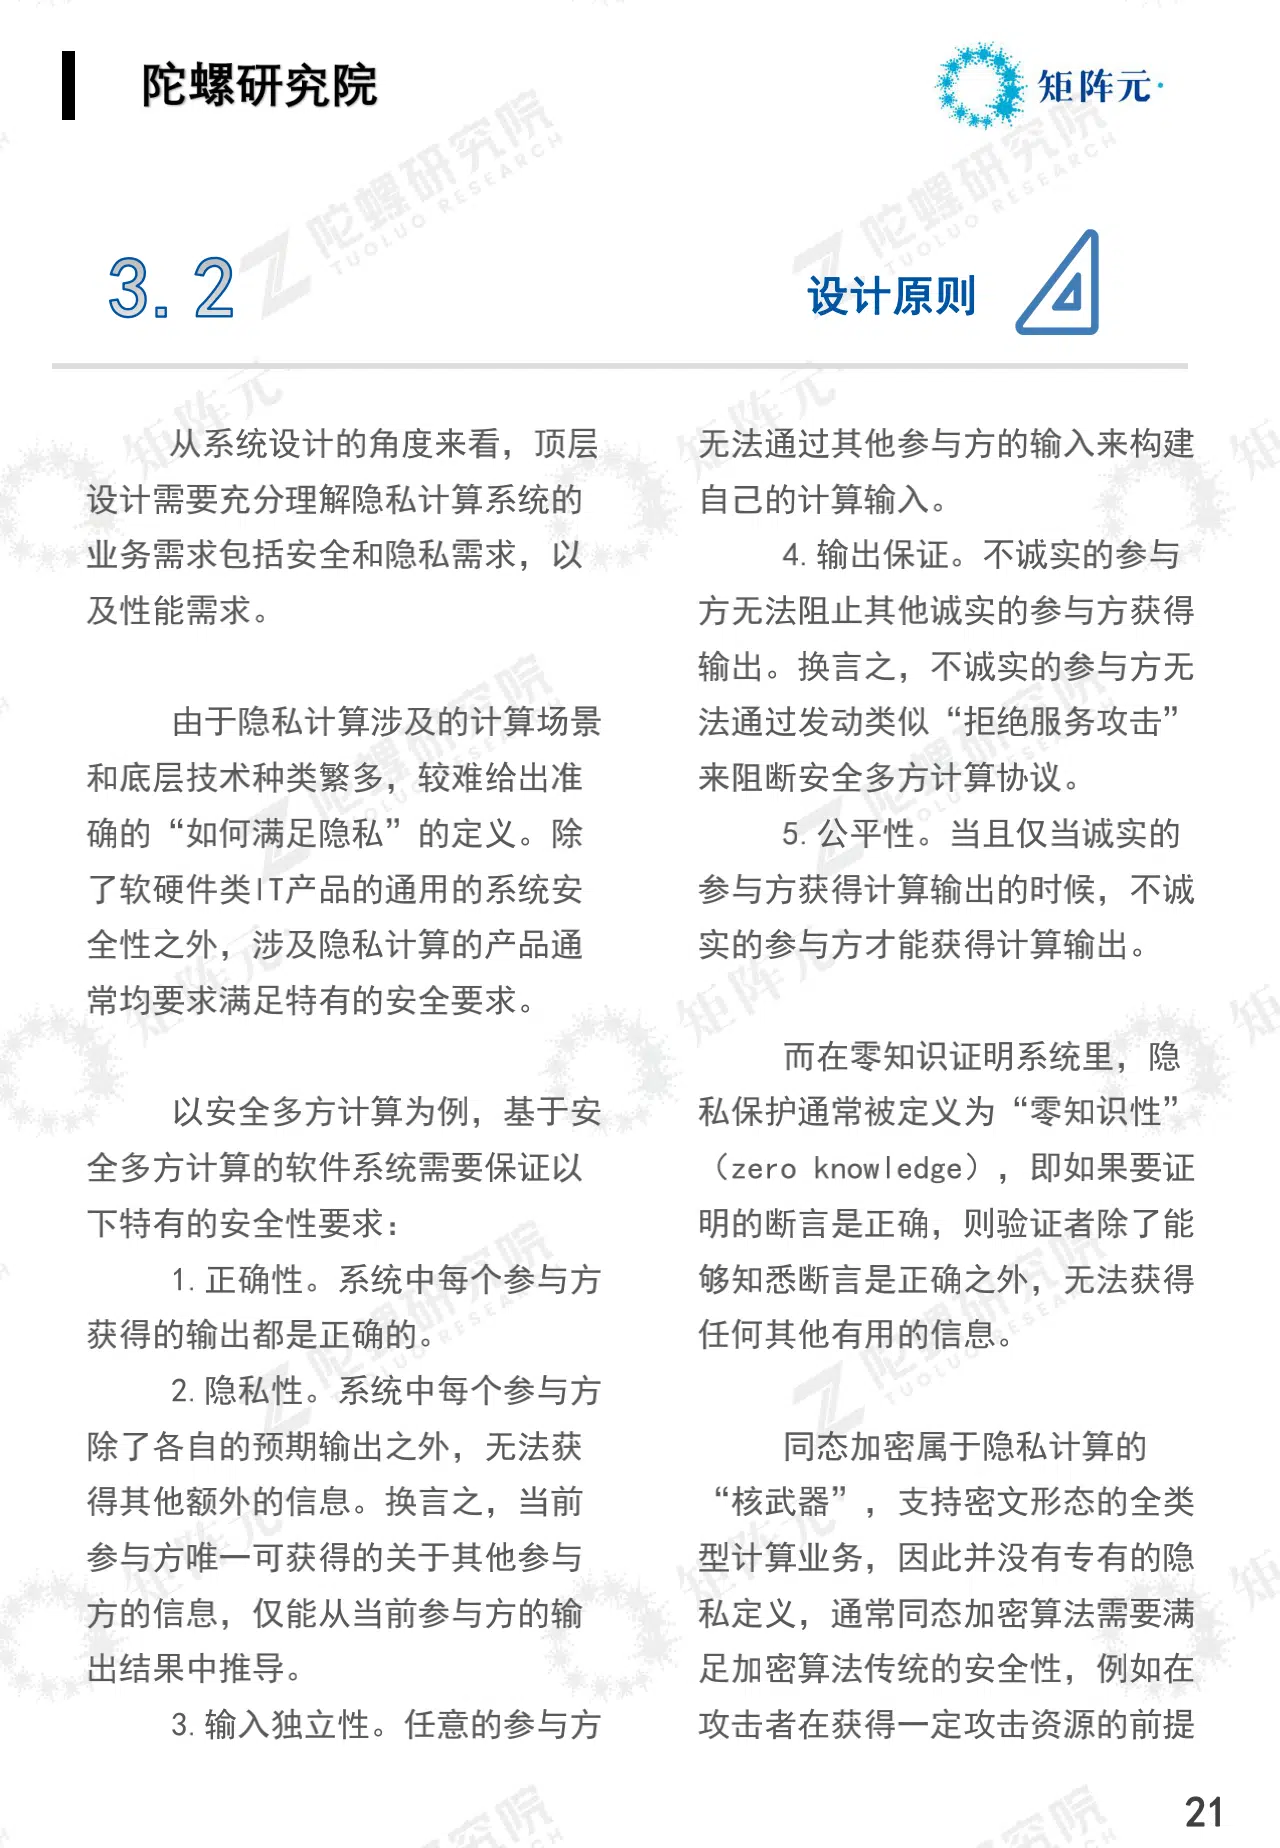 陀螺研究院
矩阵元
3.2
设计原则
从系统设计的角度来看，顶层
设计需要充分理解隐私计算系统的
业务需求包括安全和隐私需求，以
及性能需求。
由于隐私计算涉及的计算场景
和底层技术种类繁多，较难给出准
确的“如何满足隐私”的定义。除
了软硬件类IT产品的通用的系统安
全性之外，涉及隐私计算的产品通
常均要求满足特有的安全要求。
以安全多方计算为例，基于安
全多方计算的软件系统需要保证以
下特有的安全性要求：
1.正确性。系统中每个参与方
获得的输出都是正确的。
2.隐私性。系统中每个参与方
除了各自的预期输出之外，无法获
得其他额外的信息。换言之，当前
参与方唯一可获得的关于其他参与
方的信息，仅能从当前参与方的输
出结果中推导。
3.输入独立性。任意的参与方
无法通过其他参与方的输入来构建
自己的计算输入。
4.输出保证。不诚实的参与
方无法阻止其他诚实的参与方获得
输出。换言之，不诚实的参与方无
法通过发动类似“拒绝服务攻击”
来阻断安全多方计算协议。
5.公平性。当且仅当诚实的
参与方获得计算输出的时候，不诚
实的参与方才能获得计算输出。
而在零知识证明系统里，隐
私保护通常被定义为“零知识性”
（zero knowledge），即如果要证
明的断言是正确，则验证者除了能
够知悉断言是正确之外，无法获得
任何其他有用的信息。
同态加密属于隐私计算的
“核武器”，支持密文形态的全类
型计算业务，因此并没有专有的隐
私定义，通常同态加密算法需要满
足加密算法传统的安全性，例如在
攻击者在获得一定攻击资源的前提
21